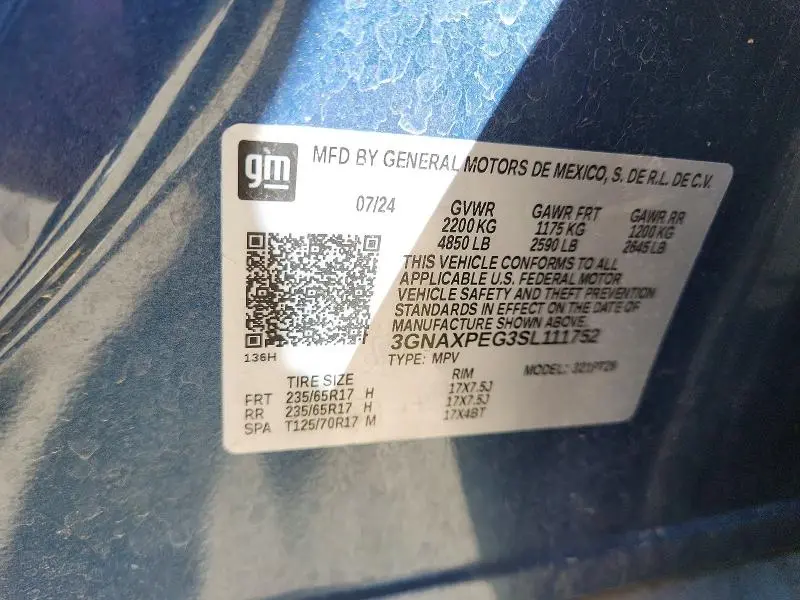 gm MFD BY GENERAL MOTORS DE MEXICO, S. DE R.L. DE C.V.
07/24 GVWR GAWR FRT GAWR RR
2200 KG 1175 KG 1200 KG
4850 LB 2590 LB 2645 LB
THIS VEHICLE CONFORMS TO ALL
APPLICABLE U.S. FEDERAL MOTOR
VEHICLE SAFETY AND THEFT PREVENTION
STANDARDS IN EFFECT ON THE DATE OF
MANUFACTURE SHOWN ABOVE.
3GNAXPEG3SL111752
136H TYPE: MPV MODEL:
TIRE SIZE RIM
FRT 235/65R17 H 17X7.5J
RR 235/65R17 H 17X7.5J
SPA T125/70R17 M 17X4BT